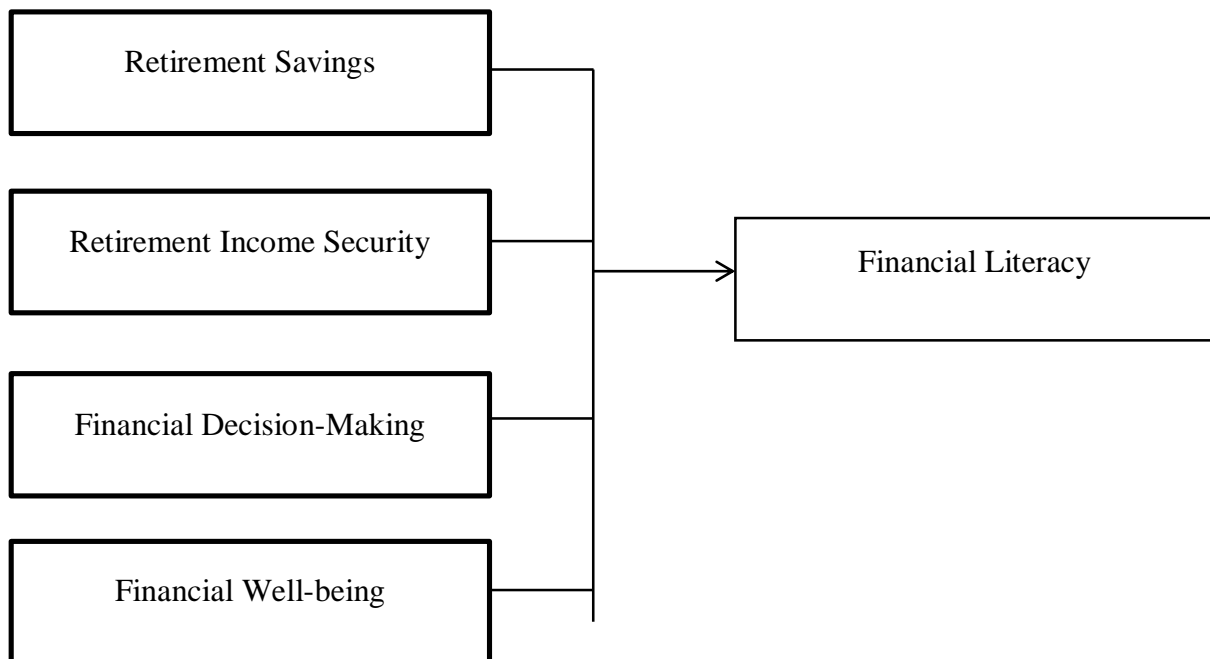 Retirement Savings
Retirement Income Security
Financial Literacy
Financial Decision-Making
Financial Well-being